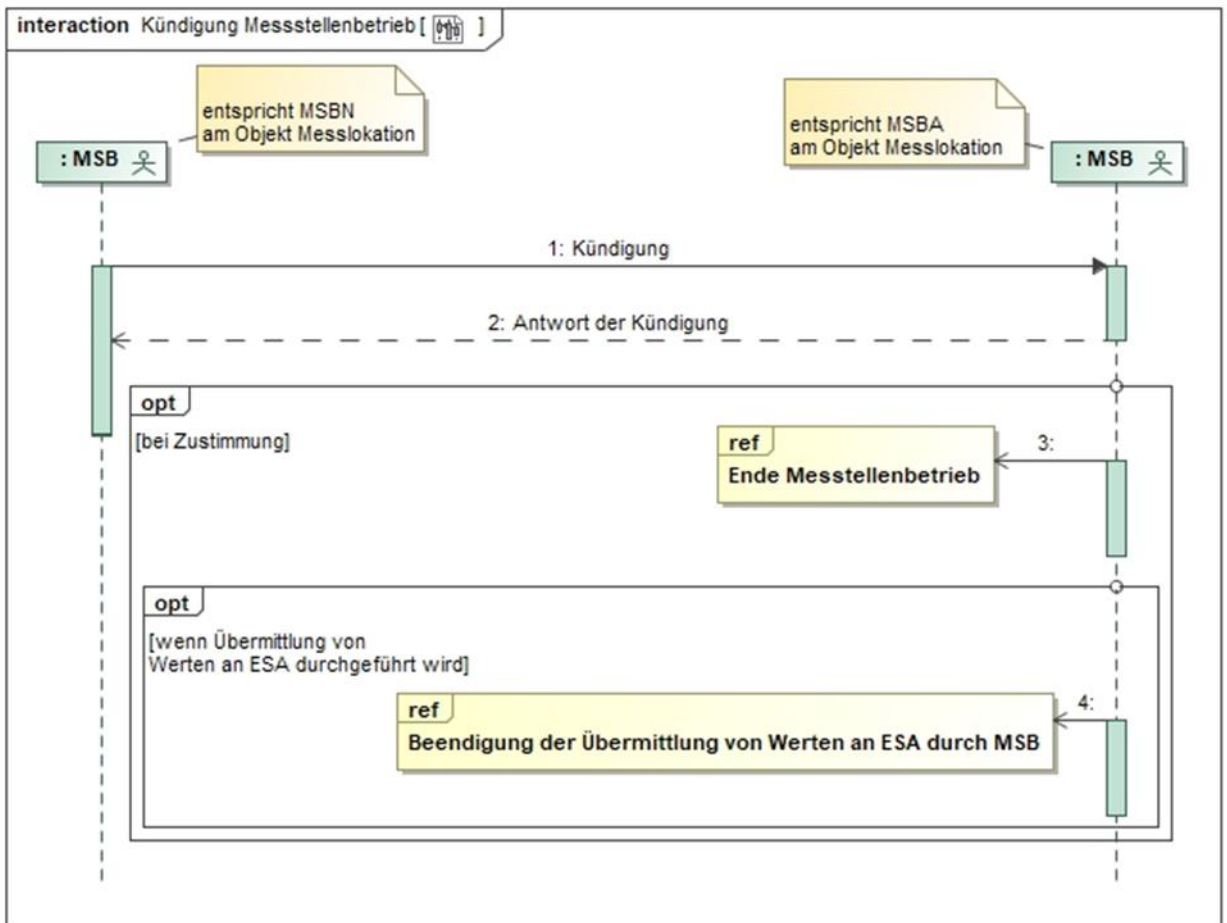 interaction Kündigung Messstellenbetrieb [ ]
entspricht MSBN
am Objekt Messlokation
entspricht MSBA
am Objekt Messlokation
: MSB
: MSB
1: Kündigung
2: Antwort der Kündigung
opt
[bei Zustimmung]
ref
3:
Ende Messtellenbetrieb
opt
[wenn Übermittlung von
Werten an ESA durchgeführt wird]
ref
4:
Beendigung der Übermittlung von Werten an ESA durch MSB